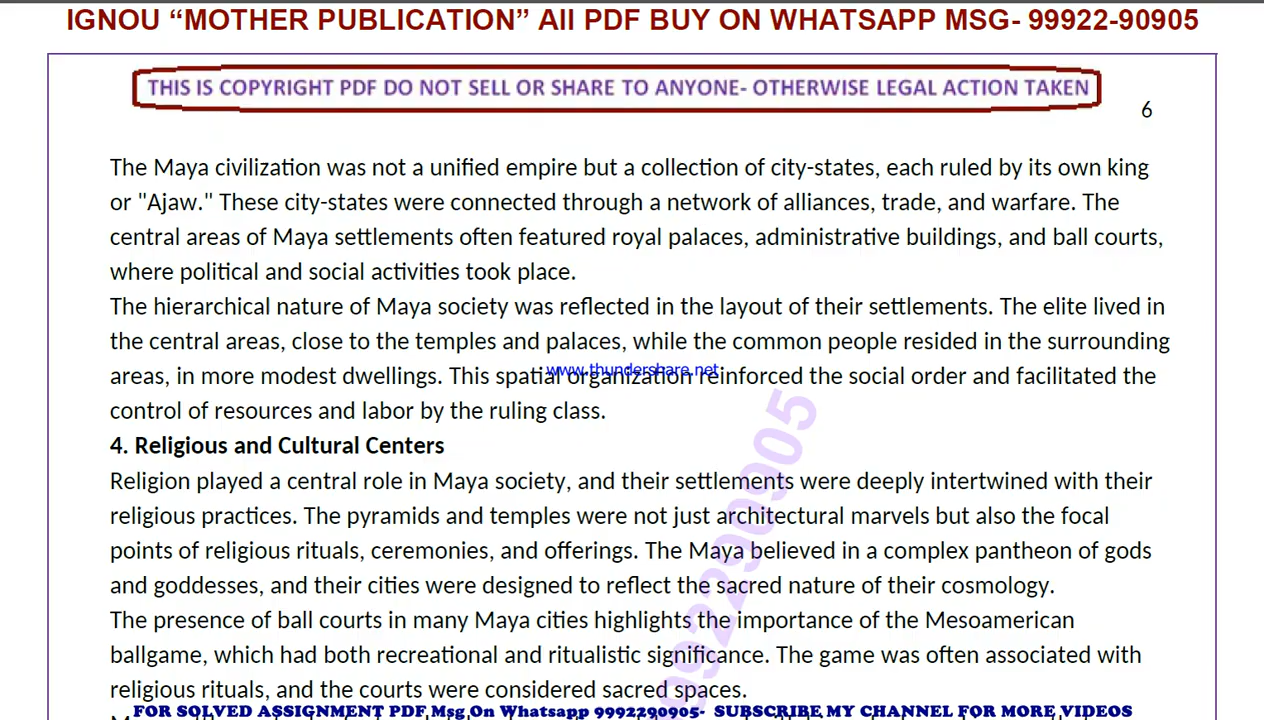 IGNOU “MOTHER PUBLICATION” All PDF BUY ON WHATSAPP MSG- 99922-90905
THIS IS COPYRIGHT PDF DO NOT SELL OR SHARE TO ANYONE- OTHERWISE LEGAL ACTION TAKEN
6
The Maya civilization was not a unified empire but a collection of city-states, each ruled by its own king
or "Ajaw." These city-states were connected through a network of alliances, trade, and warfare. The
central areas of Maya settlements often featured royal palaces, administrative buildings, and ball courts,
where political and social activities took place.
The hierarchical nature of Maya society was reflected in the layout of their settlements. The elite lived in
the central areas, close to the temples and palaces, while the common people resided in the surrounding
www.thundershare.net
areas, in more modest dwellings. This spatial organization reinforced the social order and facilitated the
control of resources and labor by the ruling class.
4. Religious and Cultural Centers
Religion played a central role in Maya society, and their settlements were deeply intertwined with their
religious practices. The pyramids and temples were not just architectural marvels but also the focal
points of religious rituals, ceremonies, and offerings. The Maya believed in a complex pantheon of gods
and goddesses, and their cities were designed to reflect the sacred nature of their cosmology.
The presence of ball courts in many Maya cities highlights the importance of the Mesoamerican
ballgame, which had both recreational and ritualistic significance. The game was often associated with
religious rituals, and the courts were considered sacred spaces.
FOR SOLVED ASSIGNMENT PDF Msg On Whatsapp 9992290905- SUBSCRIBE MY CHANNEL FOR MORE VIDEOS